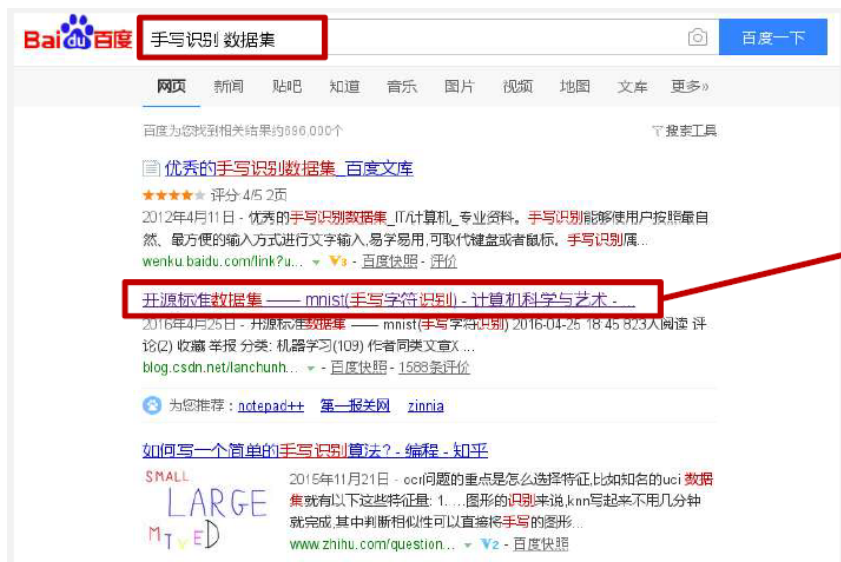 Bai du 百度 手写识别 数据集 百度一下
网页 新闻 贴吧 知道 音乐 图片 视频 地图 文库 更多»
百度为您找到相关结果约696,000个 搜索工具
优秀的手写识别数据集_百度文库
★★★★★ 评分:4/5 2页
2012年4月11日 - 优秀的手写识别数据集_IT/计算机_专业资料。手写识别能够使用户按照最自
然、最方便的输入方式进行文字输入,易学易用,可取代键盘或者鼠标。手写识别属...
wenku.baidu.com/link?u... V3 - 百度快照 - 评价
开源标准数据集 —— mnist(手写字符识别) - 计算机科学与艺术 - ...
2016年4月25日 - 开源标准数据集 —— mnist(手写字符识别) 2016-04-25 18:45 823人阅读 评
论(2) 收藏 举报 分类: 机器学习(109) 作者同类文章X ...
blog.csdn.net/lanchunh... - 百度快照 - 1588条评价
为您推荐：notepad++ 第一报关网 zinnia
如何写一个简单的手写识别算法? - 编程 - 知乎
SMALL
LARGE
MIXED
2015年11月21日 - ocr问题的重点是怎么选择特征,比如知名的uci 数据
集就有以下这些特征量: 1.....图形的识别来说,knn写起来不用几分钟
就完成,其中判断相似性可以直接将手写的图形...
www.zhihu.com/question... V2 - 百度快照